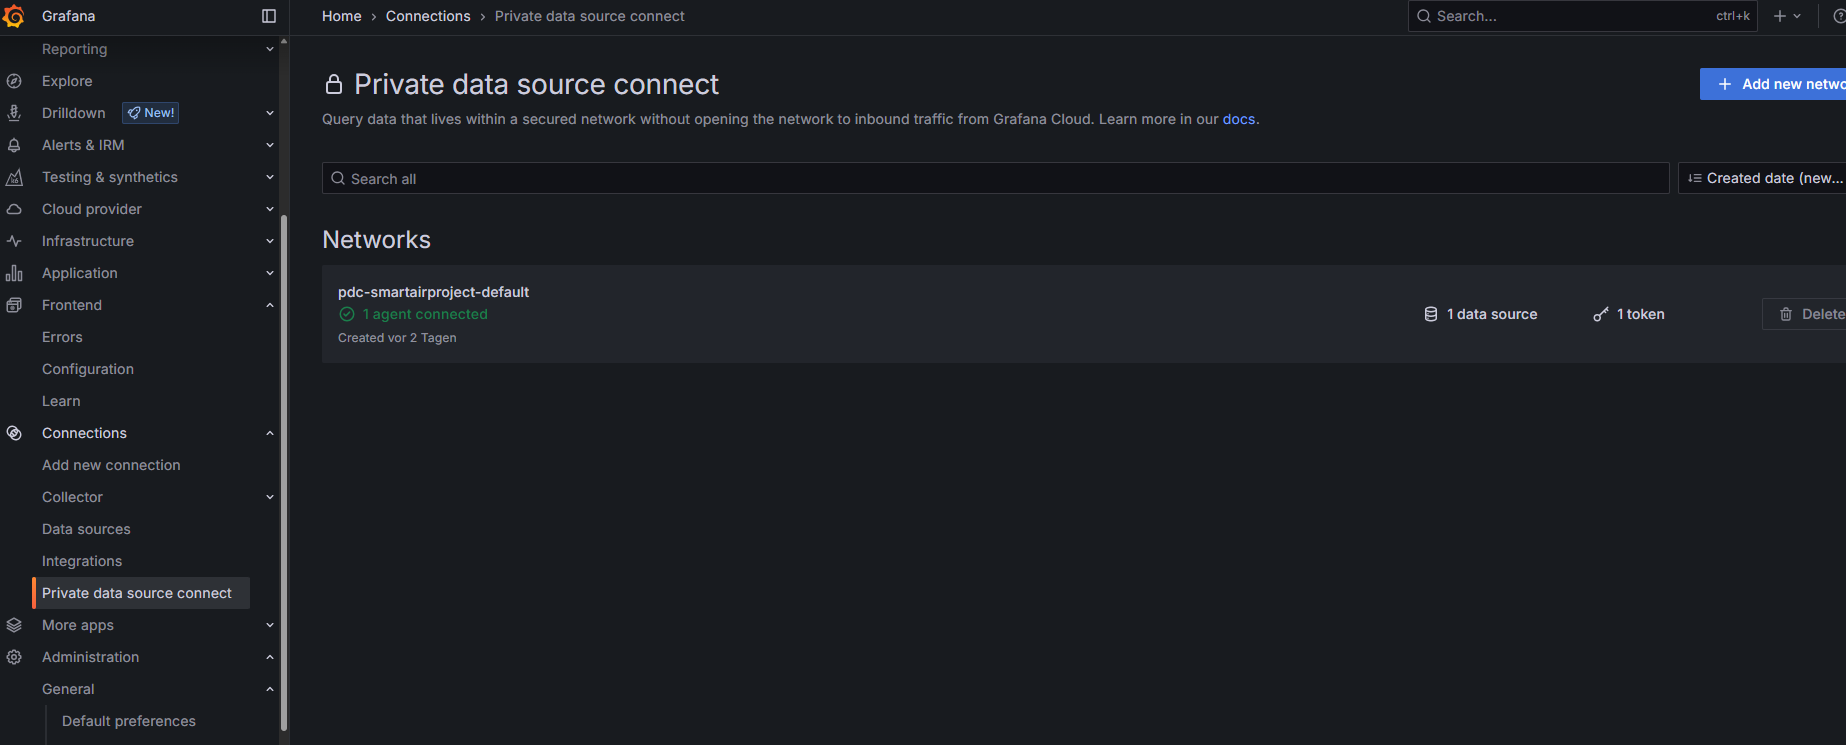 Grafana
Home › Connections › Private data source connect
Search... ctrl+k
Reporting
Explore
Drilldown New!
Alerts & IRM
Testing & synthetics
Cloud provider
Infrastructure
Application
Frontend
Errors
Configuration
Learn
Connections
Add new connection
Collector
Data sources
Integrations
Private data source connect
More apps
Administration
General
Default preferences
Private data source connect
Add new netwo
Query data that lives within a secured network without opening the network to inbound traffic from Grafana Cloud. Learn more in our docs.
Search all
Created date (new...
Networks
pdc-smartairproject-default
1 agent connected
Created vor 2 Tagen
1 data source
1 token
Delete